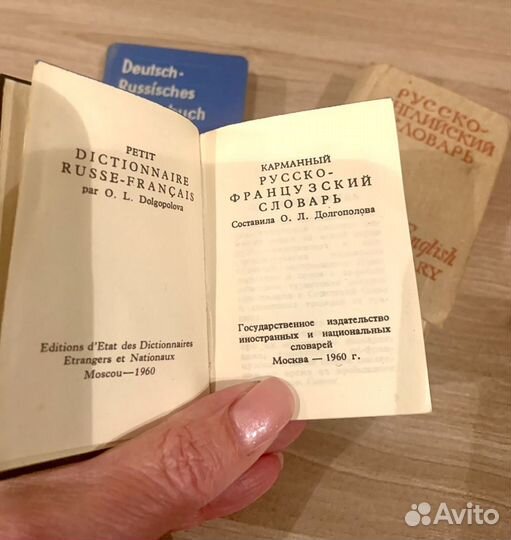 Deutsch-
Russisches
PETIT
DICTIONNAIRE
RUSSE-FRANÇAIS
par O. L. Dolgopolova
Editions d'Etat des Dictionnaires
Etrangers et Nationaux
Moscou—1960
КАРМАННЫЙ
РУССКО-
ФРАНЦУЗСКИЙ
СЛОВАРЬ
Составила О. Л. Долгополова
Государственное издательство
иностранных и национальных
словарей
Москва — 1960 г.
РУССКО-
АНГЛИЙСКИЙ
СЛОВАРЬ
English
Avito